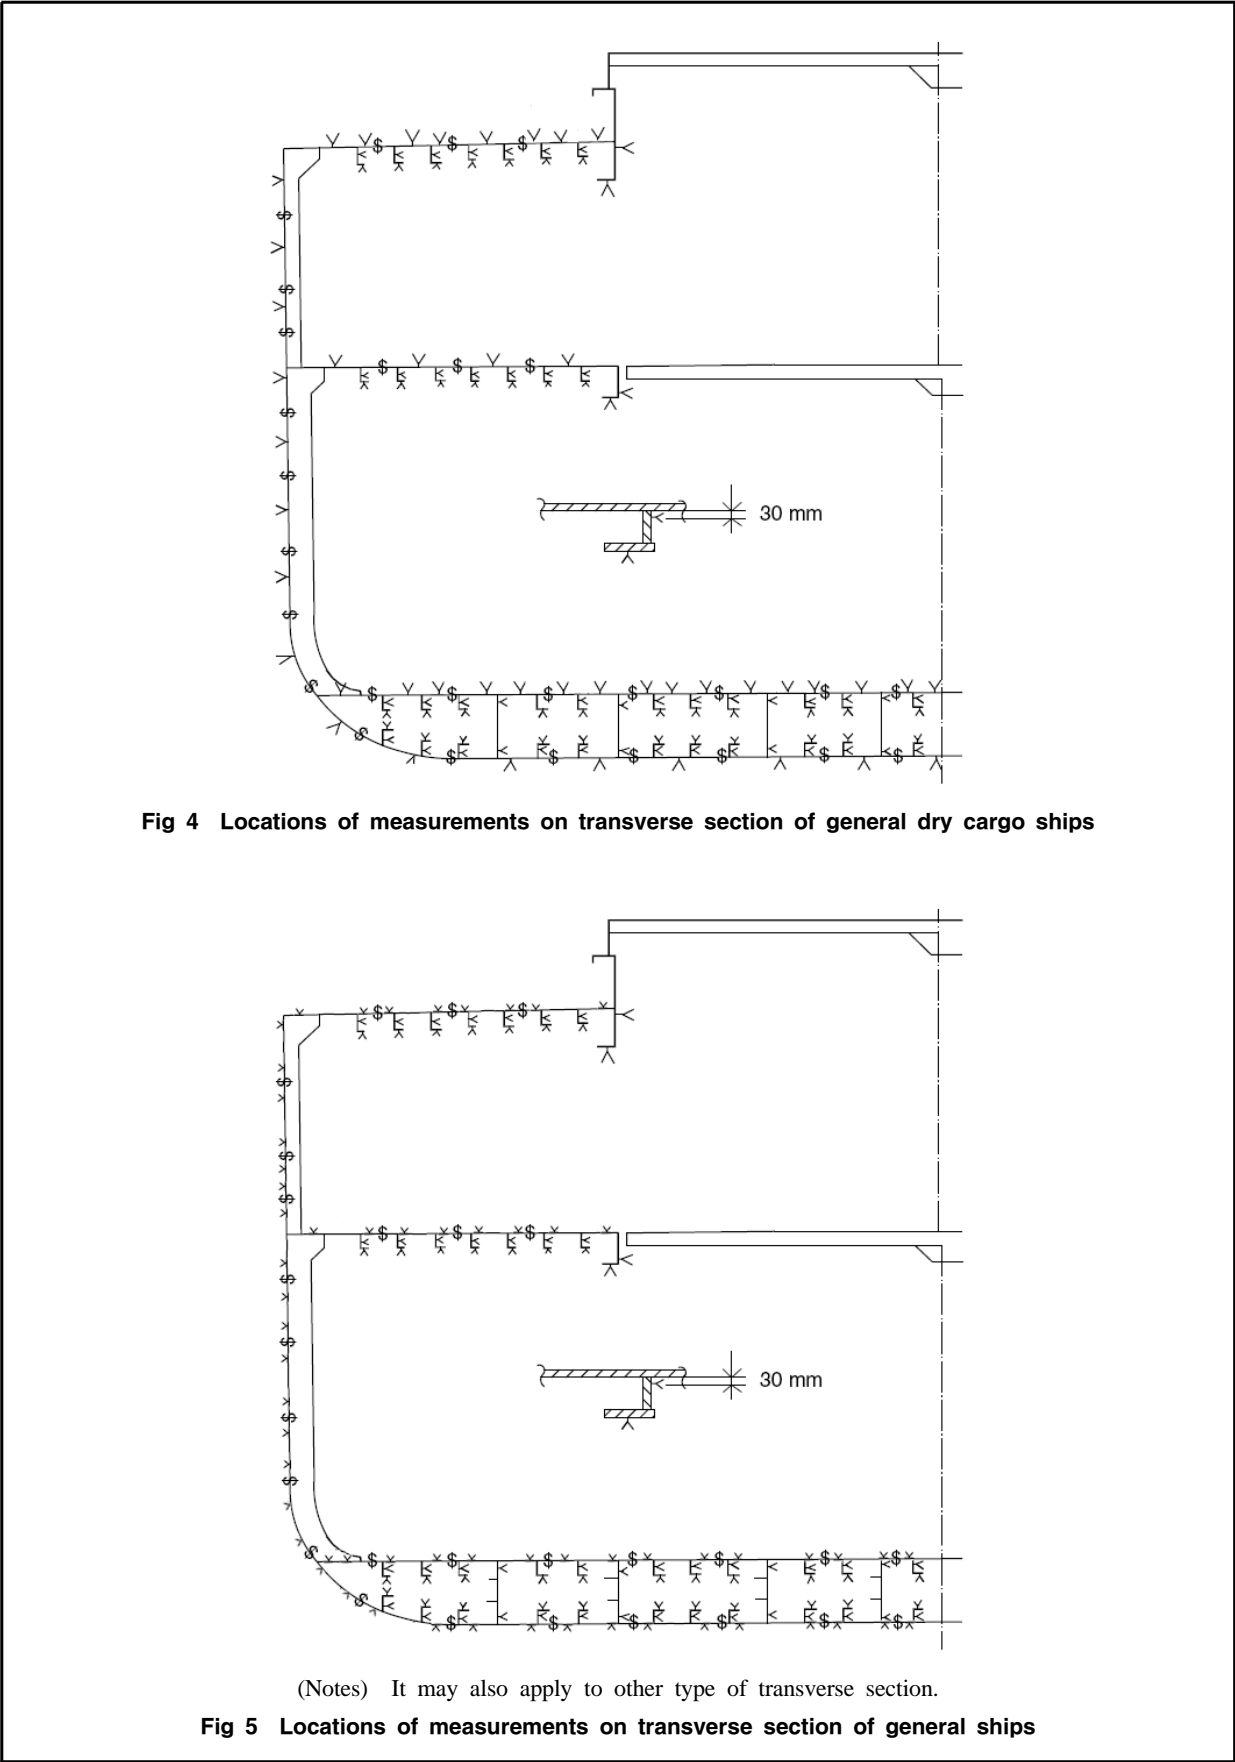 30 mm
Fig 4 Locations of measurements on transverse section of general dry cargo ships
30 mm
(Notes) It may also apply to other type of transverse section.
Fig 5 Locations of measurements on transverse section of general ships